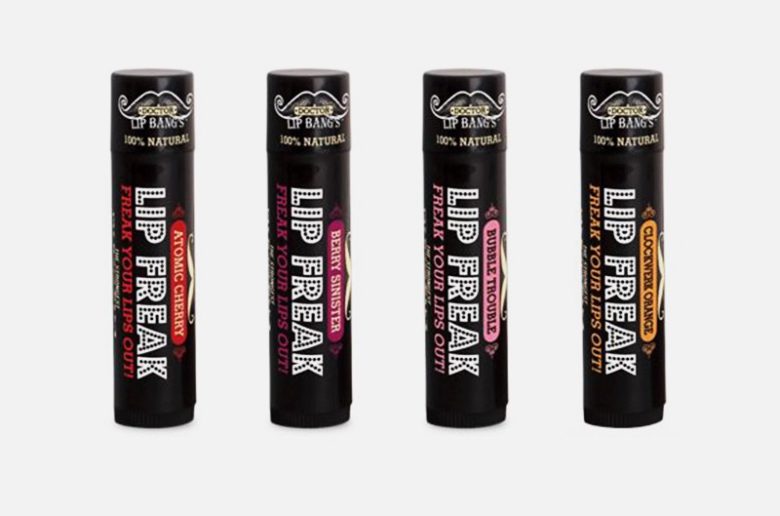 DOCTOR
LIP BANG'S
100% NATURAL
LIP FREAK
FREAK YOUR LIPS OUT!
ATOMIC CHERRY
DOCTOR
LIP BANG'S
100% NATURAL
LIP FREAK
FREAK YOUR LIPS OUT!
BERRY SINISTER
DOCTOR
LIP BANG'S
100% NATURAL
LIP FREAK
FREAK YOUR LIPS OUT!
BUBBLE TROUBLE
DOCTOR
LIP BANG'S
100% NATURAL
LIP FREAK
FREAK YOUR LIPS OUT!
CLOCKWERK ORANGE